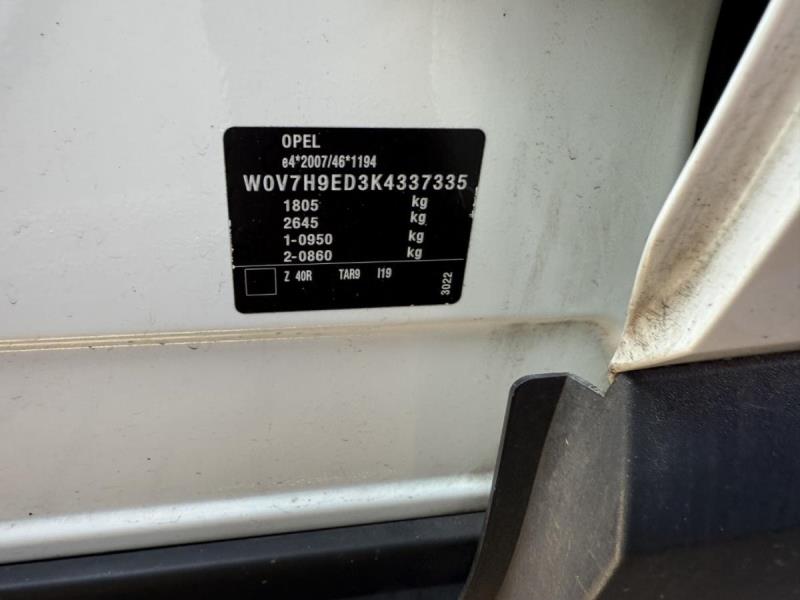 OPEL
e4*2007/46*1194
W0V7H9ED3K4337335
1805 kg
2645 kg
1-0950 kg
2-0860 kg
Z 40R TAR9 I19
3022